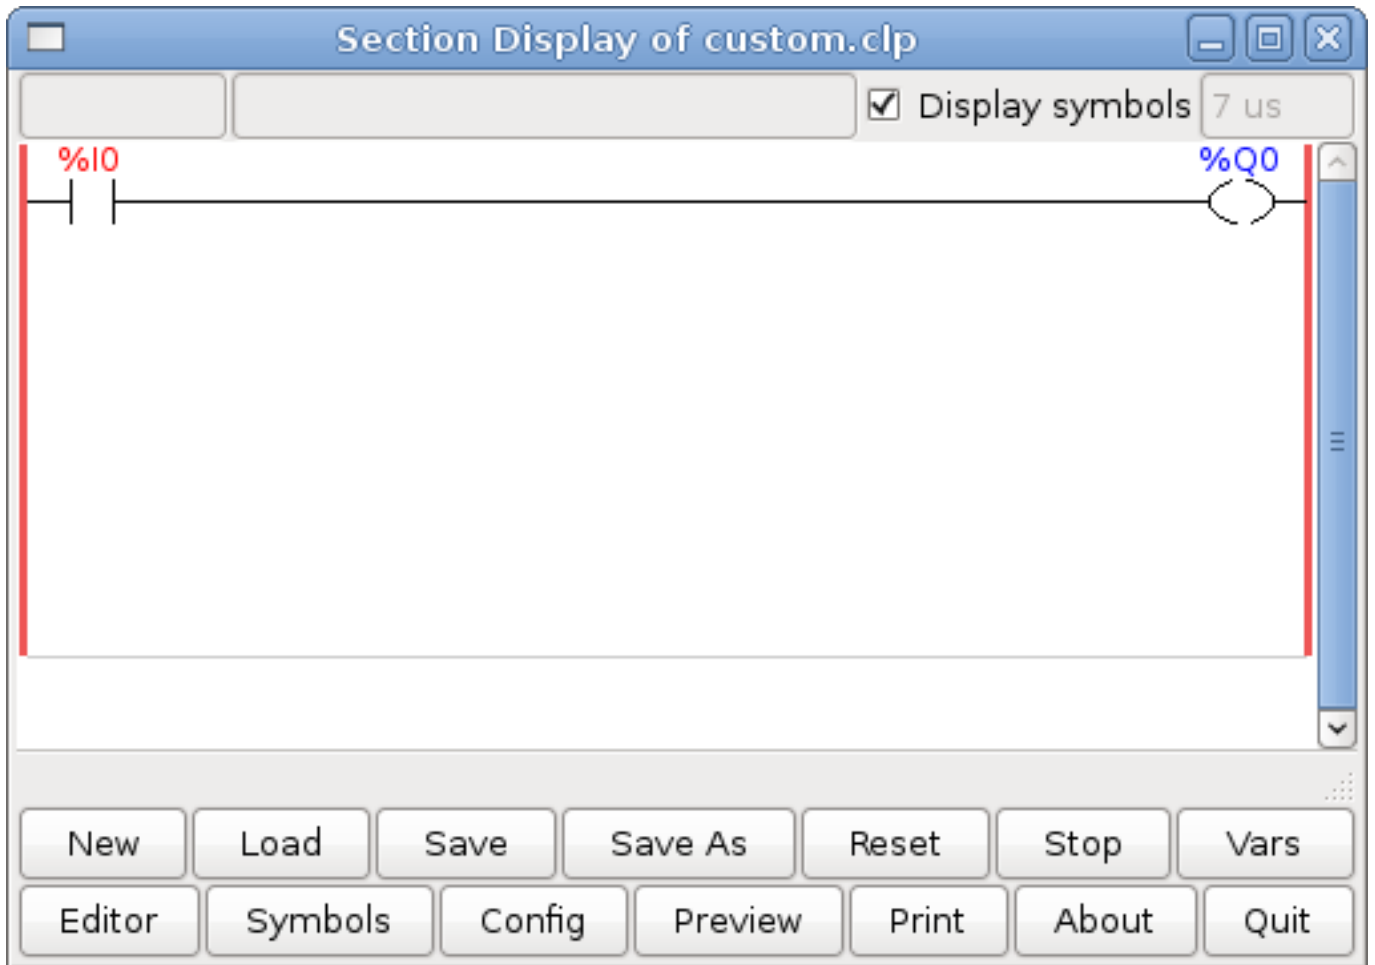 Section Display of custom.clp
Display symbols 7 us
%I0 %Q0
New Load Save Save As Reset Stop Vars
Editor Symbols Config Preview Print About Quit